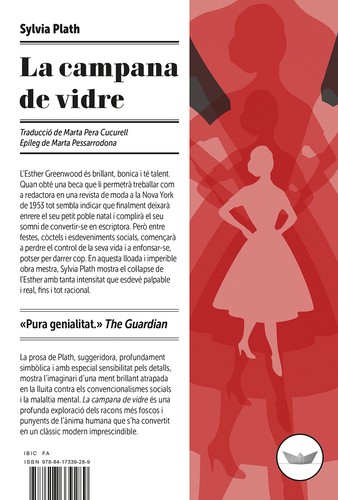 Sylvia Plath
La campana
de vidre
Traducció de Marta Pera Cucurell
Epíleg de Marta Pessarrodona
L'Esther Greenwood és brillant, bonica i té talent.
Quan obté una beca que li permetrà treballar com
a redactora en una revista de moda a la Nova York
de 1953 tot sembla indicar que finalment deixarà
enrere el seu petit poble natal i complirà el seu
somni de convertir-se en escriptora. Però entre
festes, còctels i esdeveniments socials, començarà
a perdre el control de la seva vida i a enfonsar-se,
potser per darrer cop. En aquesta lloada i imperible
obra mestra, Sylvia Plath mostra el collapse de
l'Esther amb tanta intensitat que esdevé palpable
i real, fins i tot racional.
«Pura genialitat.» The Guardian
La prosa de Plath, suggeridora, profundament
simbòlica i amb especial sensibilitat pels detalls,
mostra l'imaginari d'una ment brillant atrapada
en la lluita contra els convencionalismes socials
i la malaltia mental. La campana de vidre és una
profunda exploració dels racons més foscos i
punyents de l'ànima humana que s'ha convertit
en un clàssic modern imprescindible.
IBIC FA
ISBN 978-84-17339-28-9